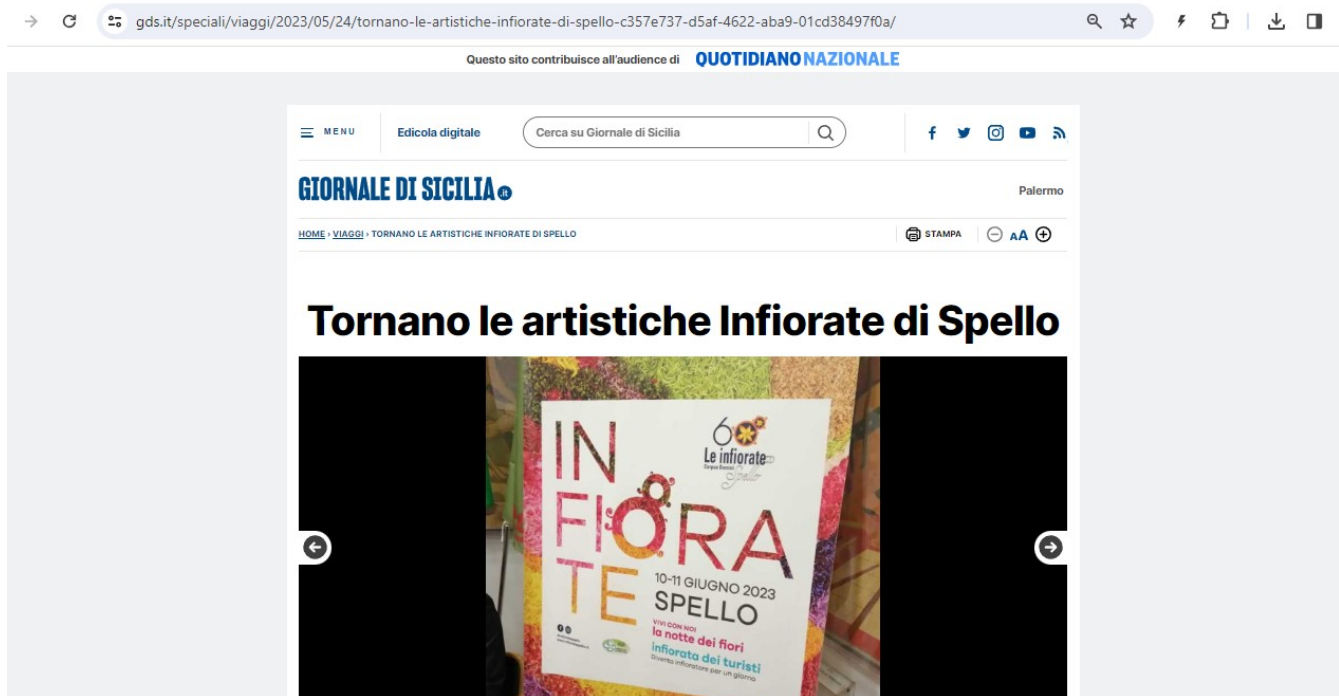 gds.it/speciali/viaggi/2023/05/24/tornano-le-artistiche-infiorate-di-spello-c357e737-d5af-4622-aba9-01cd38497f0a/
Questo sito contribuisce all'audience di QUOTIDIANO NAZIONALE
MENU
Edicola digitale
Cerca su Giornale di Sicilia
GIORNALE DI SICILIA.it
Palermo
HOME › VIAGGI › TORNANO LE ARTISTICHE INFIORATE DI SPELLO
STAMPA
AA
Tornano le artistiche Infiorate di Spello
60
Le infiorate
Corpus Domini
Spello
IN
FIORA
TE
10-11 GIUGNO 2023
SPELLO
VIVI CON NOI
la notte dei fiori
infiorata dei turisti
Diventa infioratore per un giorno